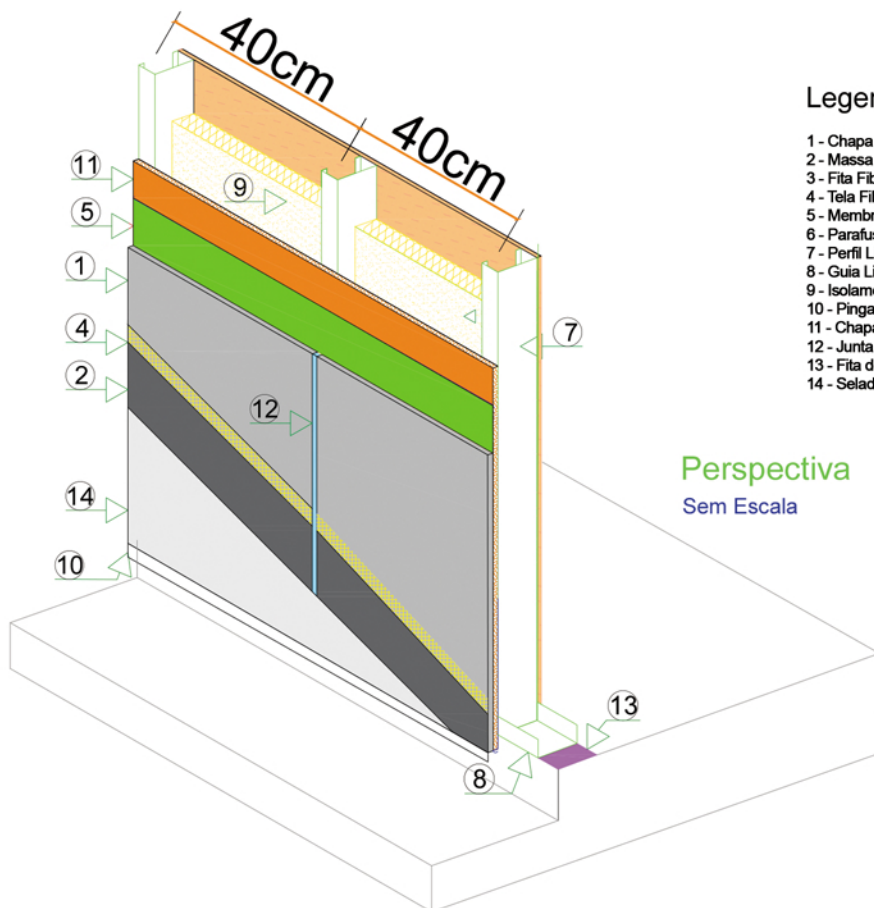 40cm
40cm
Legen
1 - Chapa
2 - Massa
3 - Fita Fib
4 - Tela Fil
5 - Membr
6 - Parafus
7 - Perfil L
8 - Guia Li
9 - Isolame
10 - Pinga
11 - Chapa
12 - Junta
13 - Fita d
14 - Selad
11
5
1
4
2
14
10
9
12
7
13
8
Perspectiva
Sem Escala